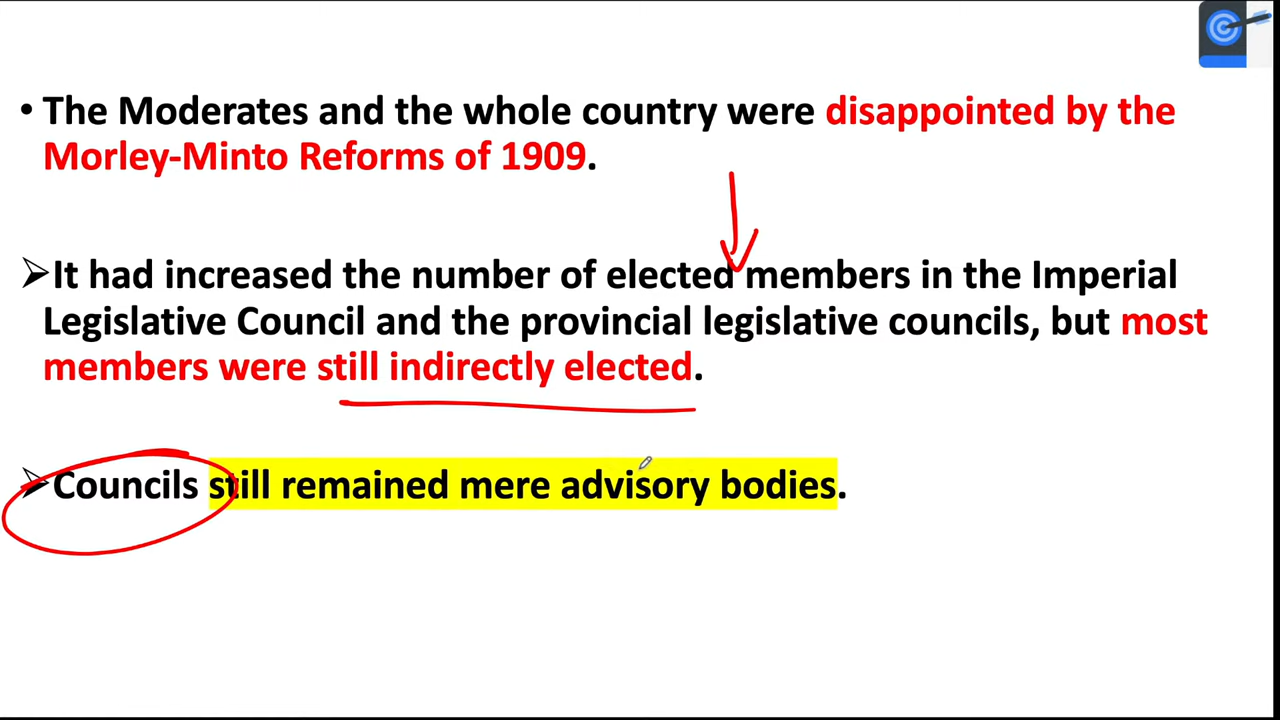 • The Moderates and the whole country were disappointed by the
Morley-Minto Reforms of 1909.
➢It had increased the number of elected members in the Imperial
Legislative Council and the provincial legislative councils, but most
members were still indirectly elected.
➢Councils still remained mere advisory bodies.